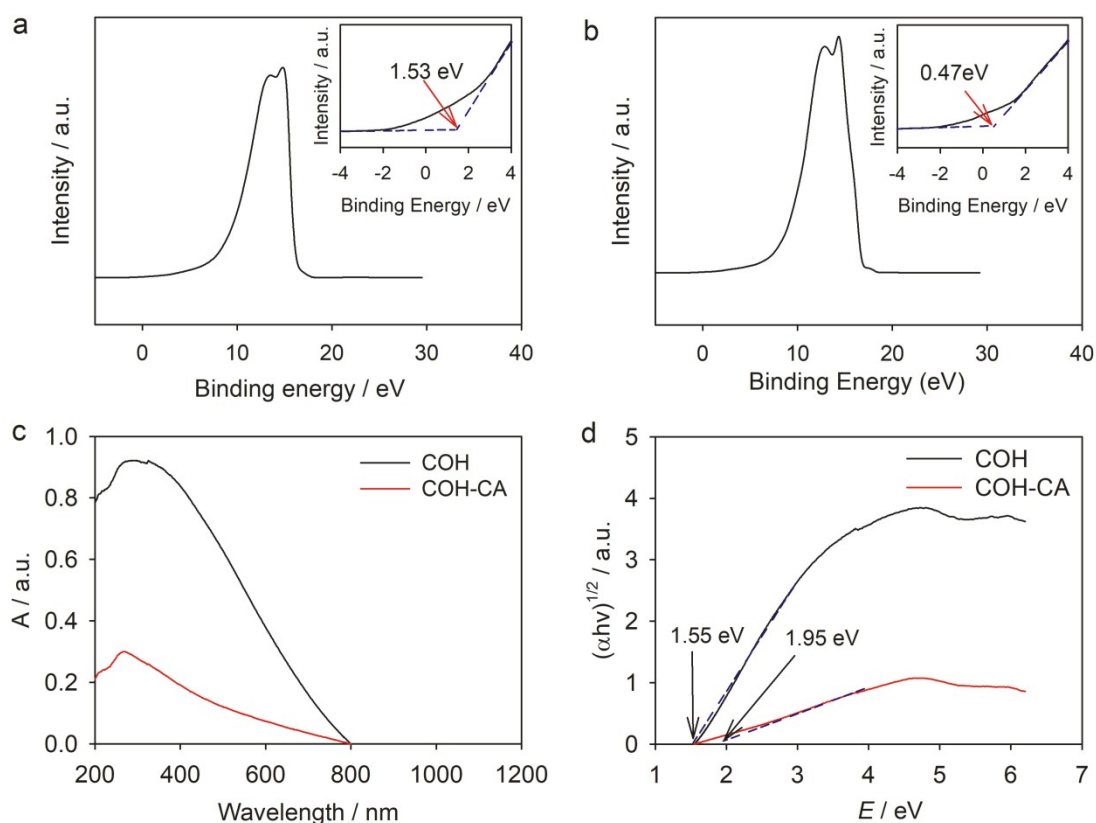 a
Intensity / a.u.
0 10 20 30 40
Binding energy / eV
Intensity / a.u.
1.53 eV
-4 -2 0 2 4
Binding Energy / eV
b
Intensity / a.u.
0 10 20 30 40
Binding Energy (eV)
Intensity / a.u.
0.47eV
-4 -2 0 2 4
Binding Energy / eV
c
A / a.u.
1.0
0.8
0.6
0.4
0.2
0.0
COH
COH-CA
200 400 600 800 1000 1200
Wavelength / nm
d
(αhv)1/2 / a.u.
5
4
3
2
1
0
COH
COH-CA
1.55 eV
1.95 eV
1 2 3 4 5 6 7
E / eV